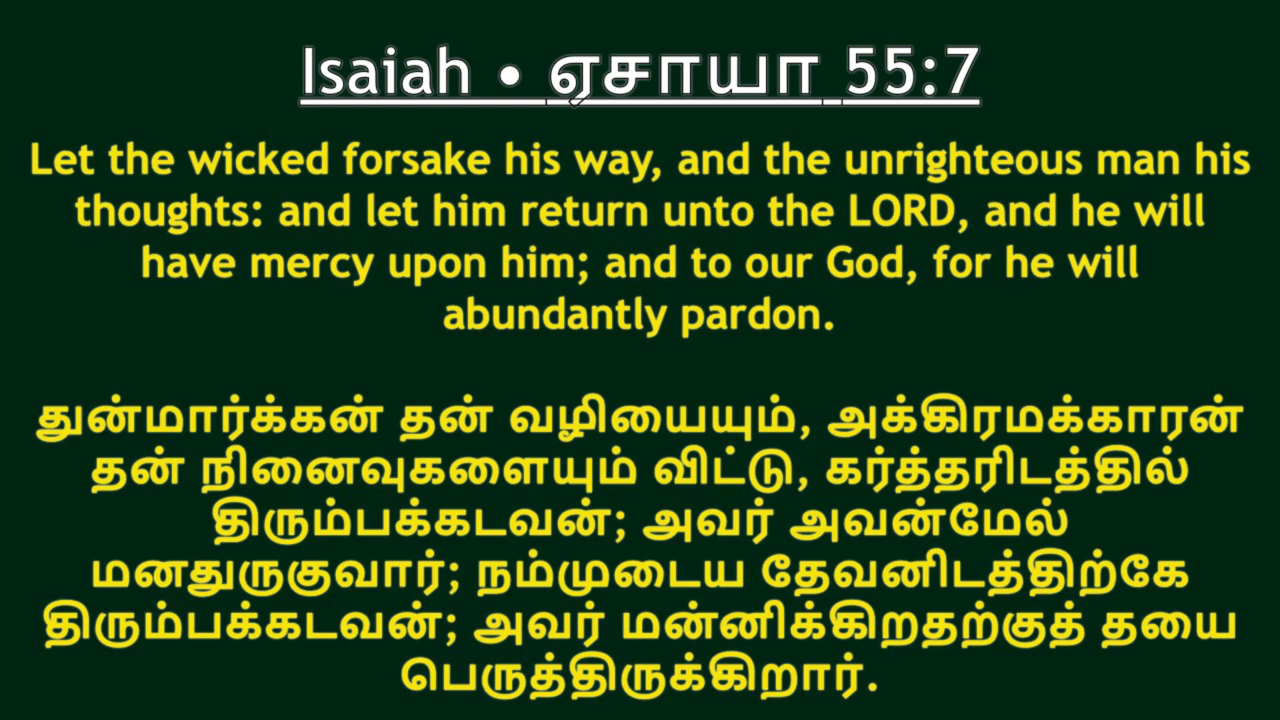 Isaiah • ஏசாயா 55:7
Let the wicked forsake his way, and the unrighteous man his
thoughts: and let him return unto the LORD, and he will
have mercy upon him; and to our God, for he will
abundantly pardon.
துன்மார்க்கன் தன் வழியையும், அக்கிரமக்காரன்
தன் நினைவுகளையும் விட்டு, கர்த்தரிடத்தில்
திரும்பக்கடவன்; அவர் அவன்மேல்
மனதுருகுவார்; நம்முடைய தேவனிடத்திற்கே
திரும்பக்கடவன்; அவர் மன்னிக்கிறதற்குத் தயை
பெருத்திருக்கிறார்.